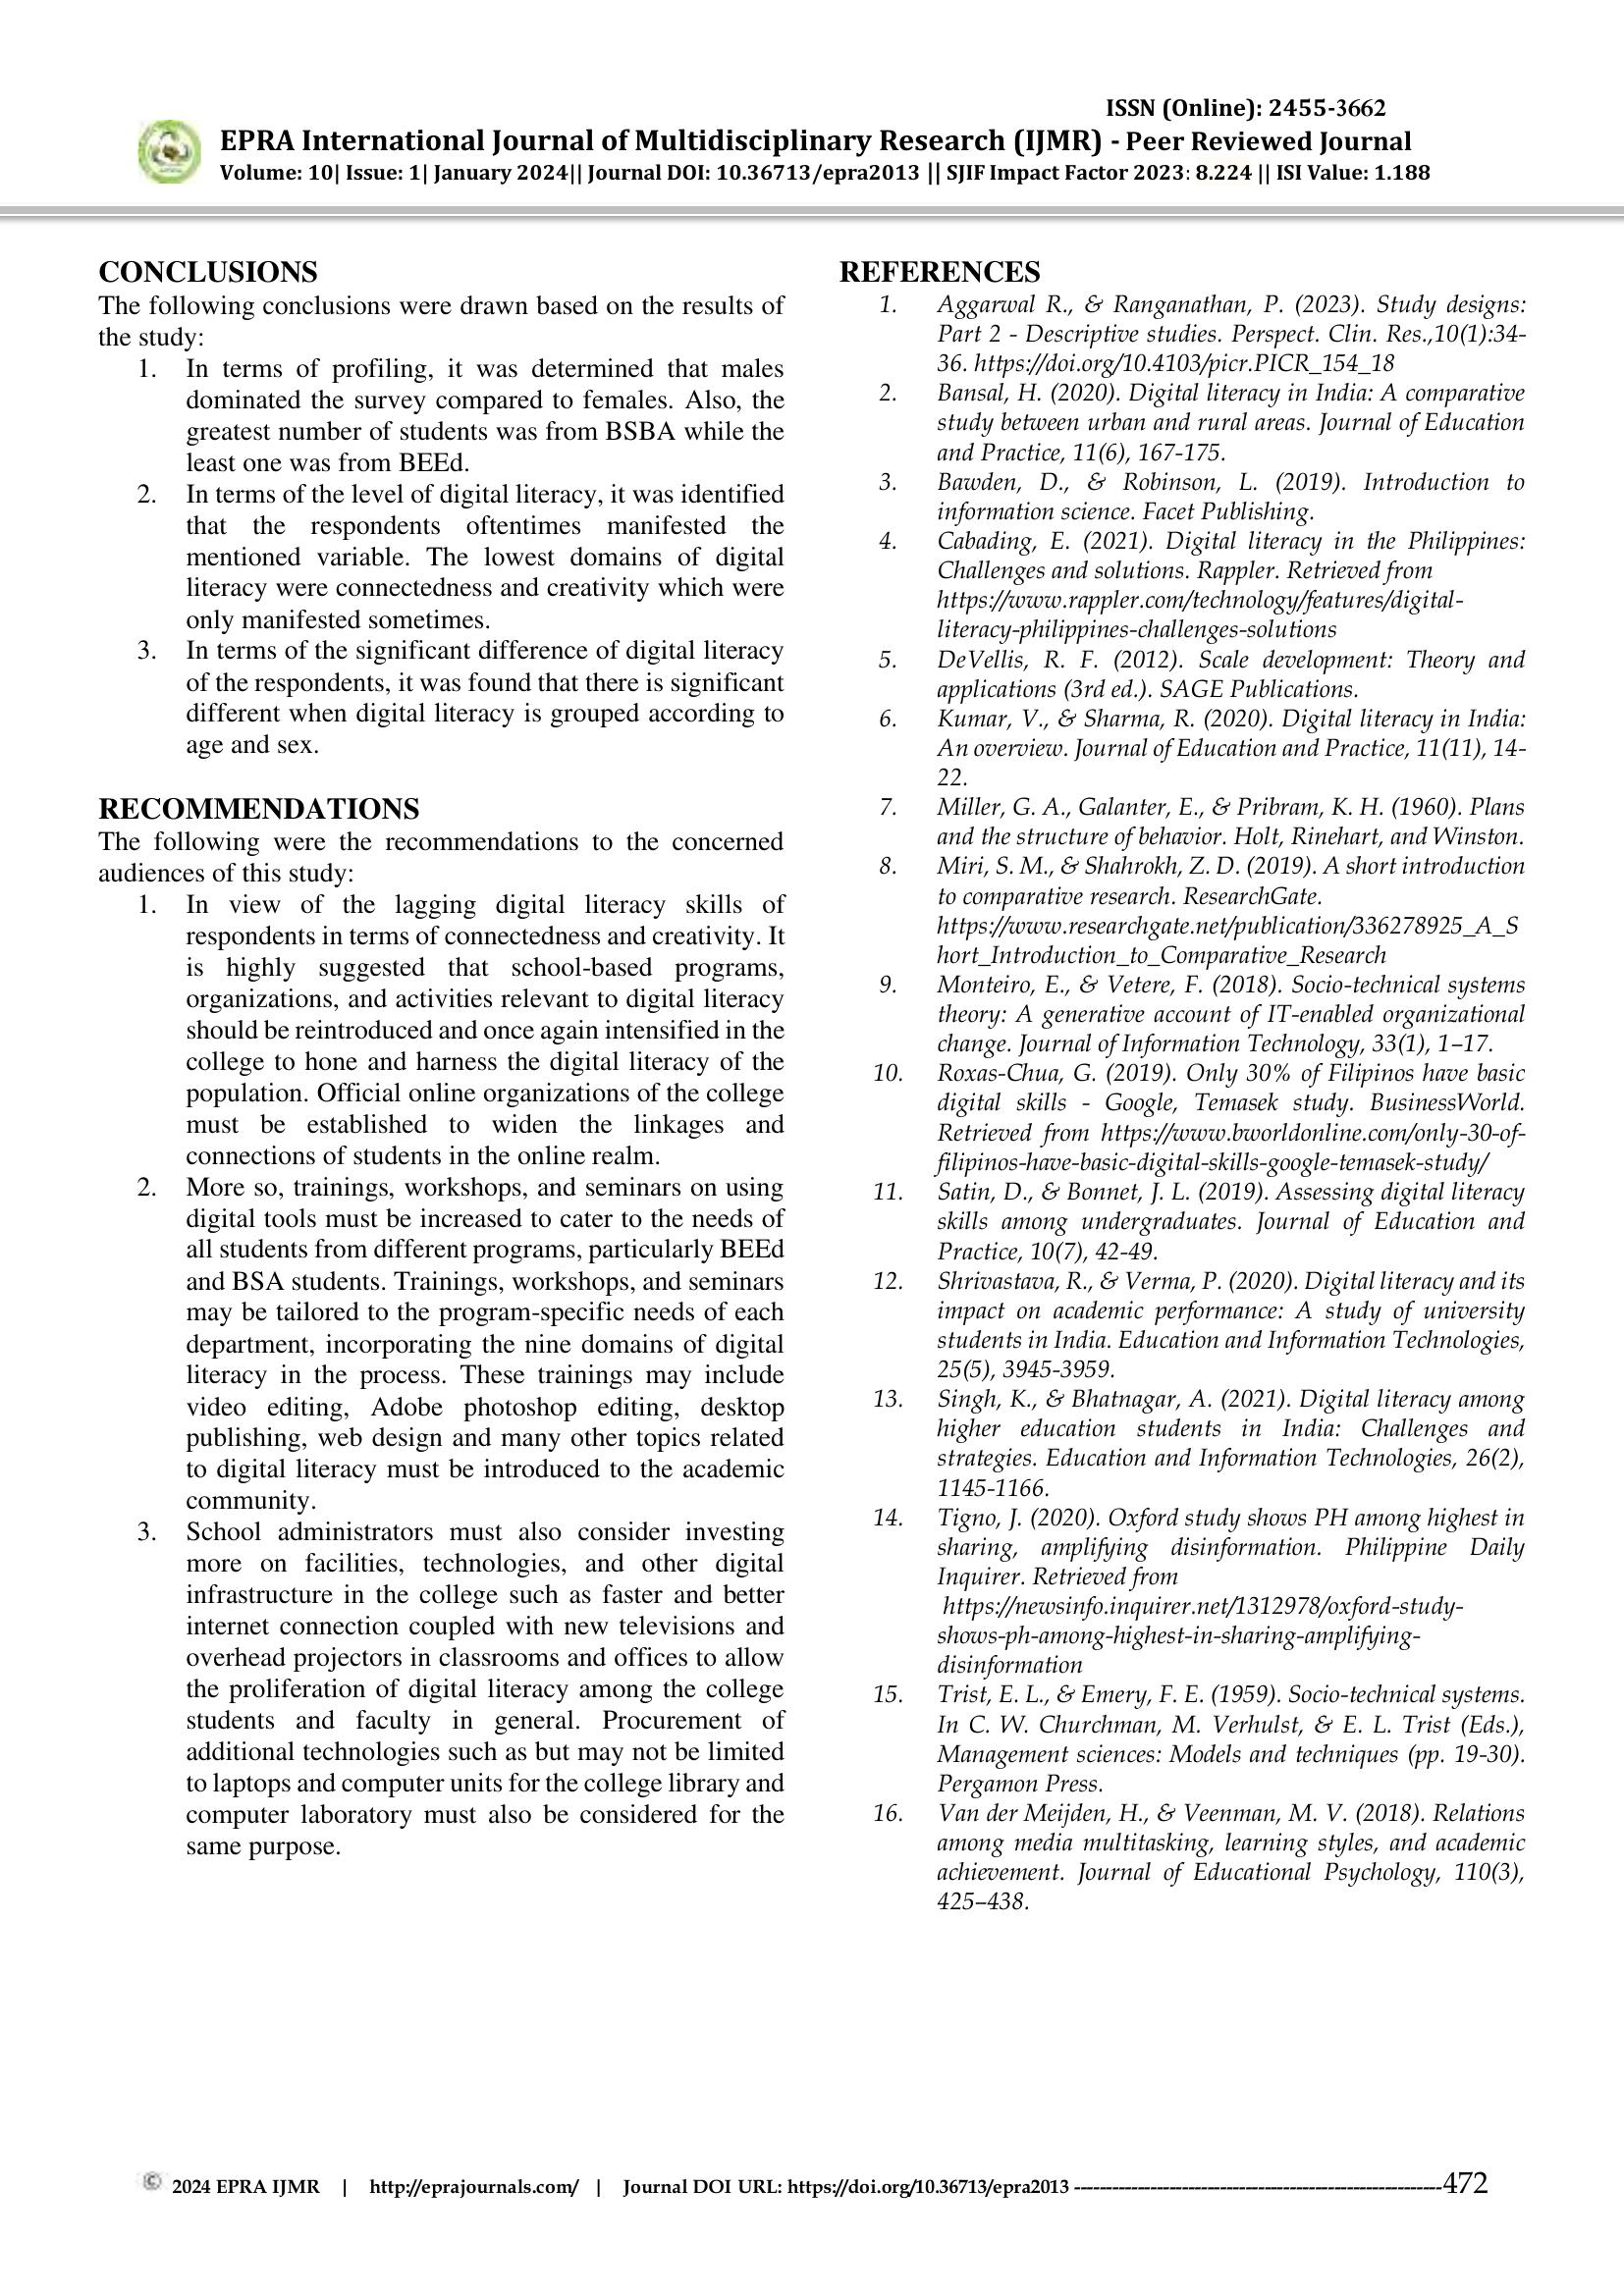 ISSN (Online): 2455-3662
EPRA International Journal of Multidisciplinary Research (IJMR) - Peer Reviewed Journal
Volume: 10| Issue: 1| January 2024|| Journal DOI: 10.36713/epra2013 || SJIF Impact Factor 2023: 8.224 || ISI Value: 1.188
CONCLUSIONS
The following conclusions were drawn based on the results of
the study:
1. In terms of profiling, it was determined that males
dominated the survey compared to females. Also, the
greatest number of students was from BSBA while the
least one was from BEEd.
2. In terms of the level of digital literacy, it was identified
that the respondents oftentimes manifested the
mentioned variable. The lowest domains of digital
literacy were connectedness and creativity which were
only manifested sometimes.
3. In terms of the significant difference of digital literacy
of the respondents, it was found that there is significant
different when digital literacy is grouped according to
age and sex.
RECOMMENDATIONS
The following were the recommendations to the concerned
audiences of this study:
1. In view of the lagging digital literacy skills of
respondents in terms of connectedness and creativity. It
is highly suggested that school-based programs,
organizations, and activities relevant to digital literacy
should be reintroduced and once again intensified in the
college to hone and harness the digital literacy of the
population. Official online organizations of the college
must be established to widen the linkages and
connections of students in the online realm.
2. More so, trainings, workshops, and seminars on using
digital tools must be increased to cater to the needs of
all students from different programs, particularly BEEd
and BSA students. Trainings, workshops, and seminars
may be tailored to the program-specific needs of each
department, incorporating the nine domains of digital
literacy in the process. These trainings may include
video editing, Adobe photoshop editing, desktop
publishing, web design and many other topics related
to digital literacy must be introduced to the academic
community.
3. School administrators must also consider investing
more on facilities, technologies, and other digital
infrastructure in the college such as faster and better
internet connection coupled with new televisions and
overhead projectors in classrooms and offices to allow
the proliferation of digital literacy among the college
students and faculty in general. Procurement of
additional technologies such as but may not be limited
to laptops and computer units for the college library and
computer laboratory must also be considered for the
same purpose.
REFERENCES
1. Aggarwal R., & Ranganathan, P. (2023). Study designs:
Part 2 - Descriptive studies. Perspect. Clin. Res.,10(1):34-
36. https://doi.org/10.4103/picr.PICR_154_18
2. Bansal, H. (2020). Digital literacy in India: A comparative
study between urban and rural areas. Journal of Education
and Practice, 11(6), 167-175.
3. Bawden, D., & Robinson, L. (2019). Introduction to
information science. Facet Publishing.
4. Cabading, E. (2021). Digital literacy in the Philippines:
Challenges and solutions. Rappler. Retrieved from
https://www.rappler.com/technology/features/digital-
literacy-philippines-challenges-solutions
5. DeVellis, R. F. (2012). Scale development: Theory and
applications (3rd ed.). SAGE Publications.
6. Kumar, V., & Sharma, R. (2020). Digital literacy in India:
An overview. Journal of Education and Practice, 11(11), 14-
22.
7. Miller, G. A., Galanter, E., & Pribram, K. H. (1960). Plans
and the structure of behavior. Holt, Rinehart, and Winston.
8. Miri, S. M., & Shahrokh, Z. D. (2019). A short introduction
to comparative research. ResearchGate.
https://www.researchgate.net/publication/336278925_A_S
hort_Introduction_to_Comparative_Research
9. Monteiro, E., & Vetere, F. (2018). Socio-technical systems
theory: A generative account of IT-enabled organizational
change. Journal of Information Technology, 33(1), 1–17.
10. Roxas-Chua, G. (2019). Only 30% of Filipinos have basic
digital skills - Google, Temasek study. BusinessWorld.
Retrieved from https://www.bworldonline.com/only-30-of-
filipinos-have-basic-digital-skills-google-temasek-study/
11. Satin, D., & Bonnet, J. L. (2019). Assessing digital literacy
skills among undergraduates. Journal of Education and
Practice, 10(7), 42-49.
12. Shrivastava, R., & Verma, P. (2020). Digital literacy and its
impact on academic performance: A study of university
students in India. Education and Information Technologies,
25(5), 3945-3959.
13. Singh, K., & Bhatnagar, A. (2021). Digital literacy among
higher education students in India: Challenges and
strategies. Education and Information Technologies, 26(2),
1145-1166.
14. Tigno, J. (2020). Oxford study shows PH among highest in
sharing, amplifying disinformation. Philippine Daily
Inquirer. Retrieved from
https://newsinfo.inquirer.net/1312978/oxford-study-
shows-ph-among-highest-in-sharing-amplifying-
disinformation
15. Trist, E. L., & Emery, F. E. (1959). Socio-technical systems.
In C. W. Churchman, M. Verhulst, & E. L. Trist (Eds.),
Management sciences: Models and techniques (pp. 19-30).
Pergamon Press.
16. Van der Meijden, H., & Veenman, M. V. (2018). Relations
among media multitasking, learning styles, and academic
achievement. Journal of Educational Psychology, 110(3),
425–438.
© 2024 EPRA IJMR | http://eprajournals.com/ | Journal DOI URL: https://doi.org/10.36713/epra2013 ----------------------------------------------------------472